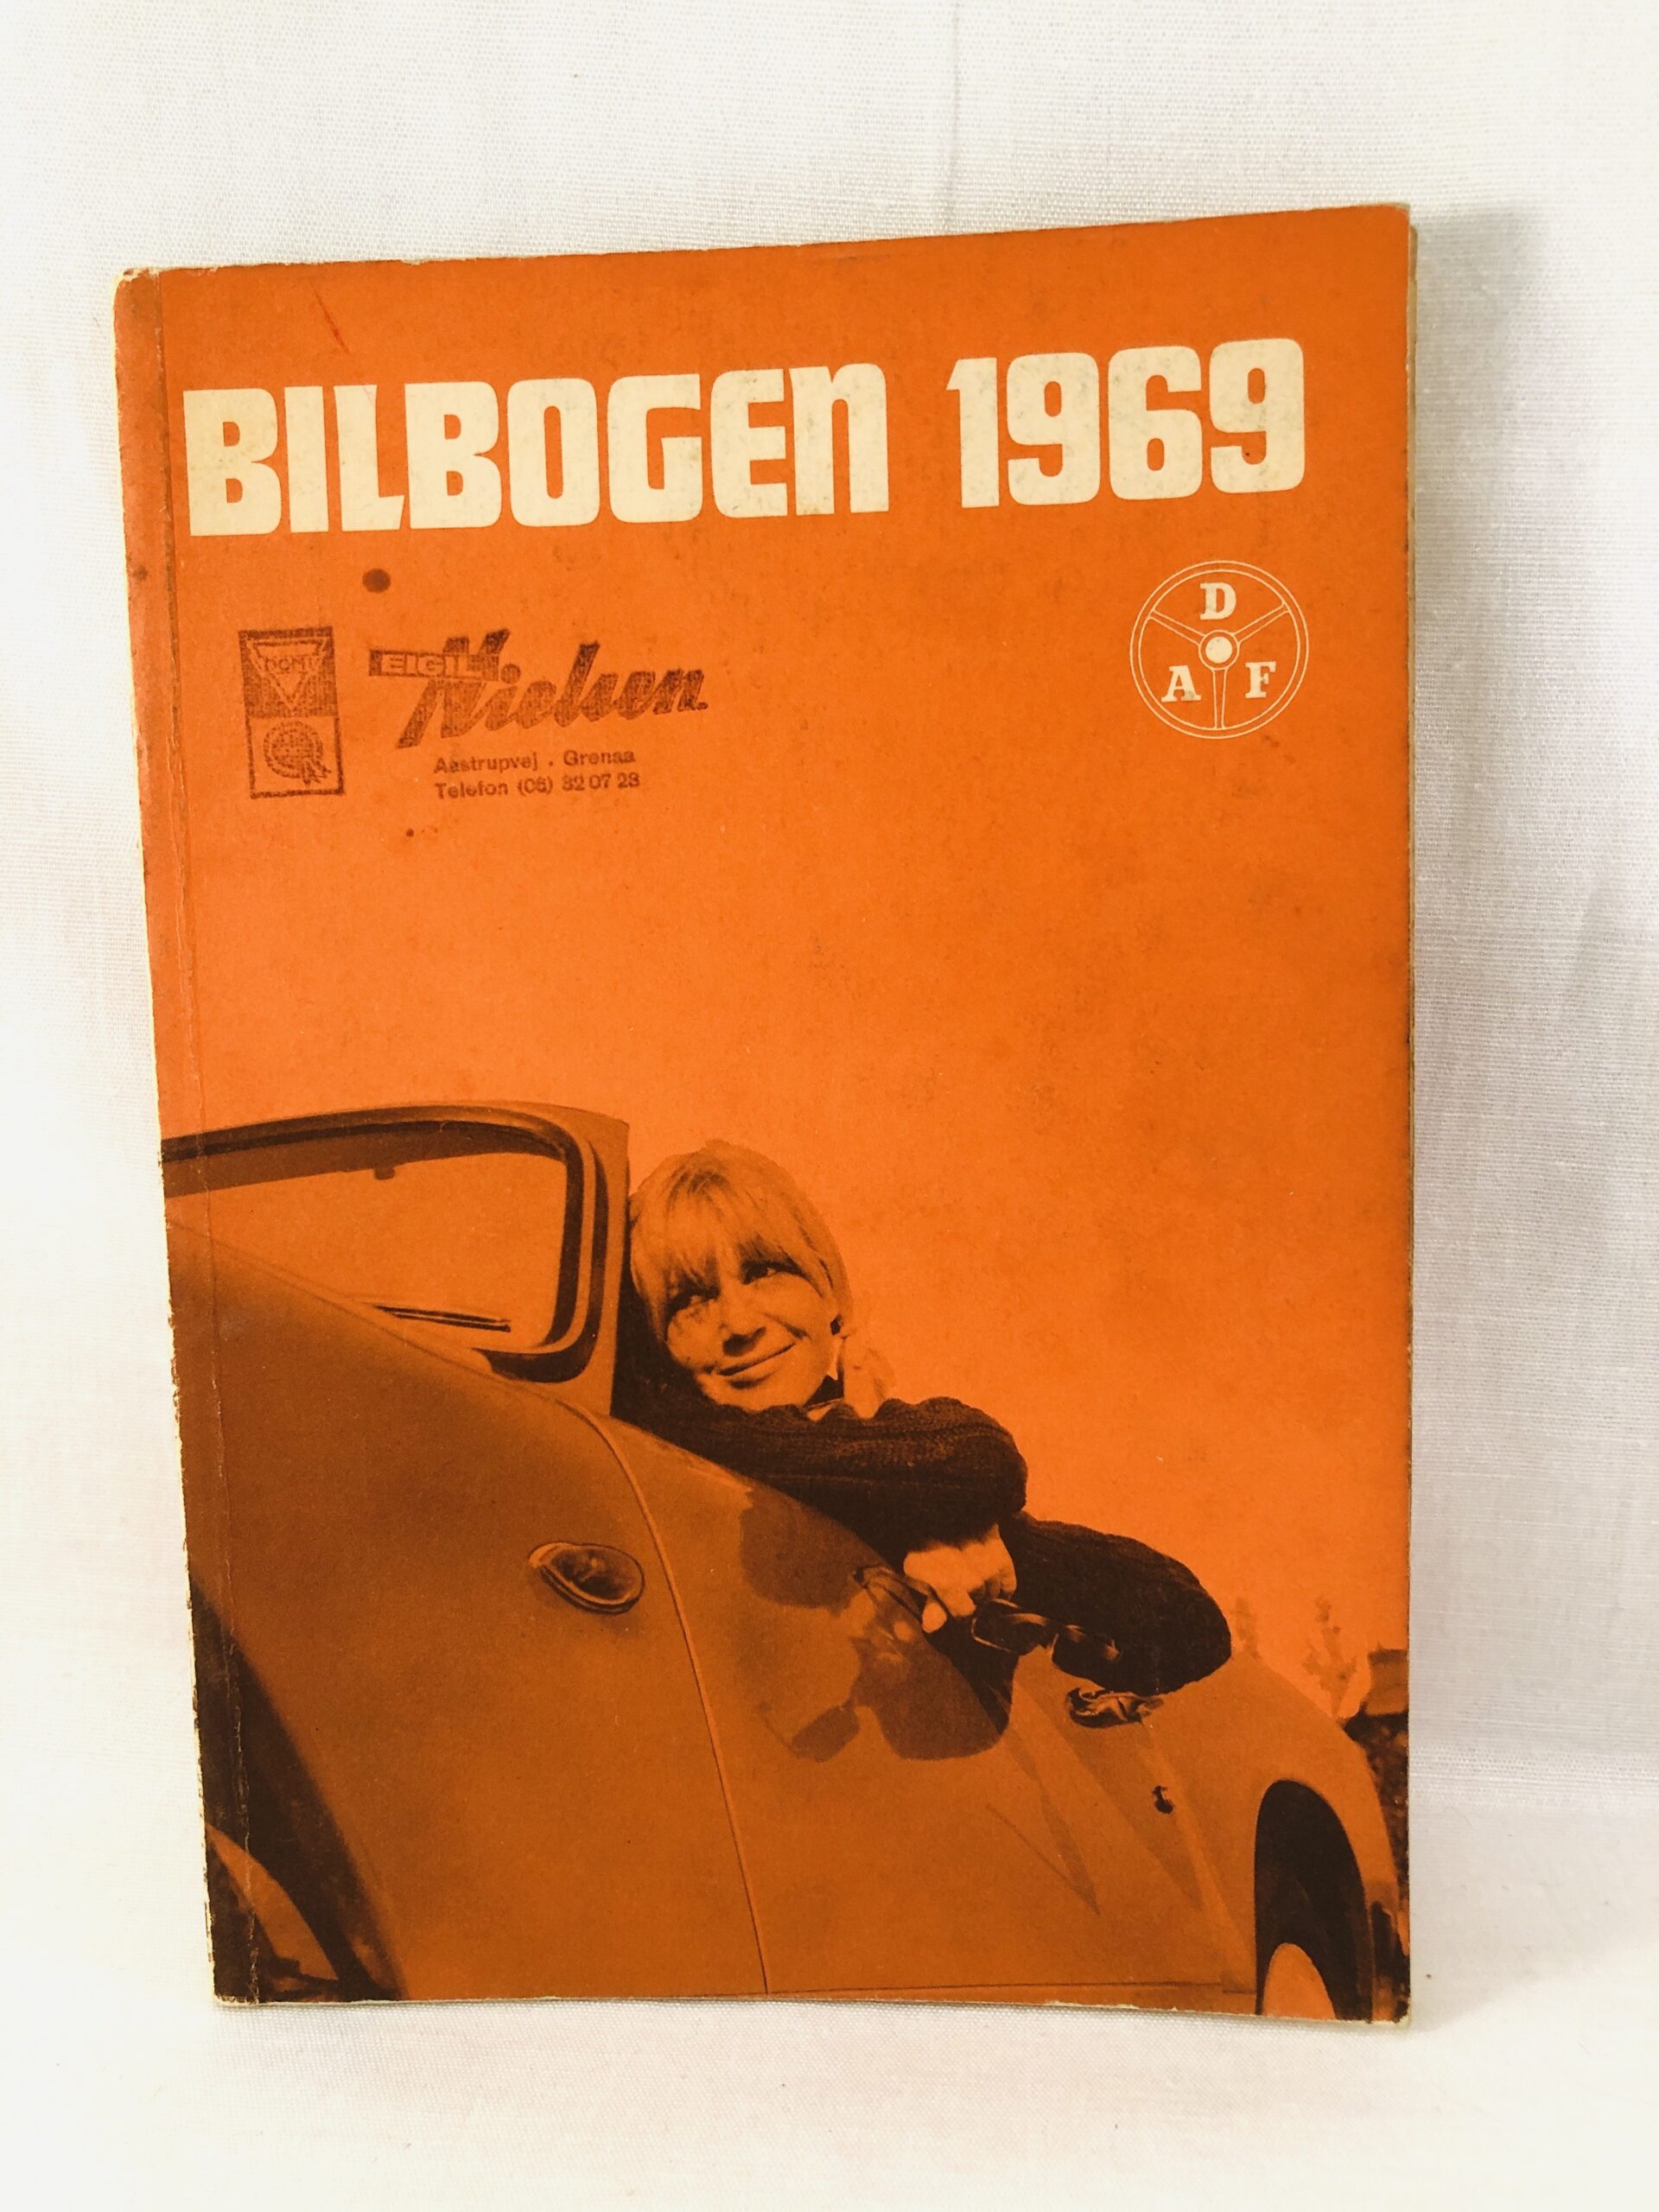 BILBOGEN 1969
D
A F
EIGIL Nielsen
Aastrupvej . Grenaa
Telefon (06) 32 07 28